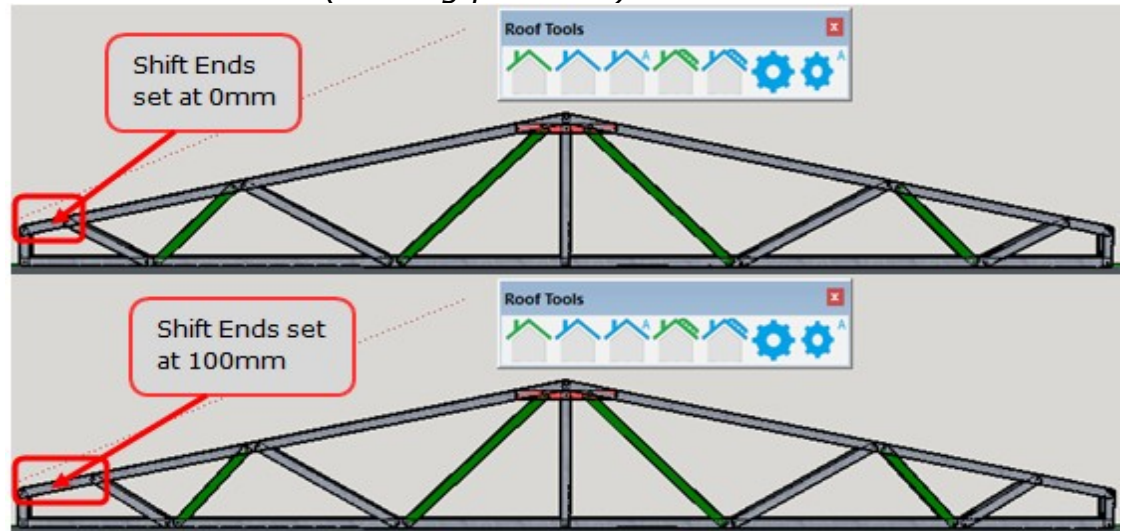 Roof Tools
Shift Ends
set at 0mm
A
A
Roof Tools
Shift Ends set
at 100mm
A
A